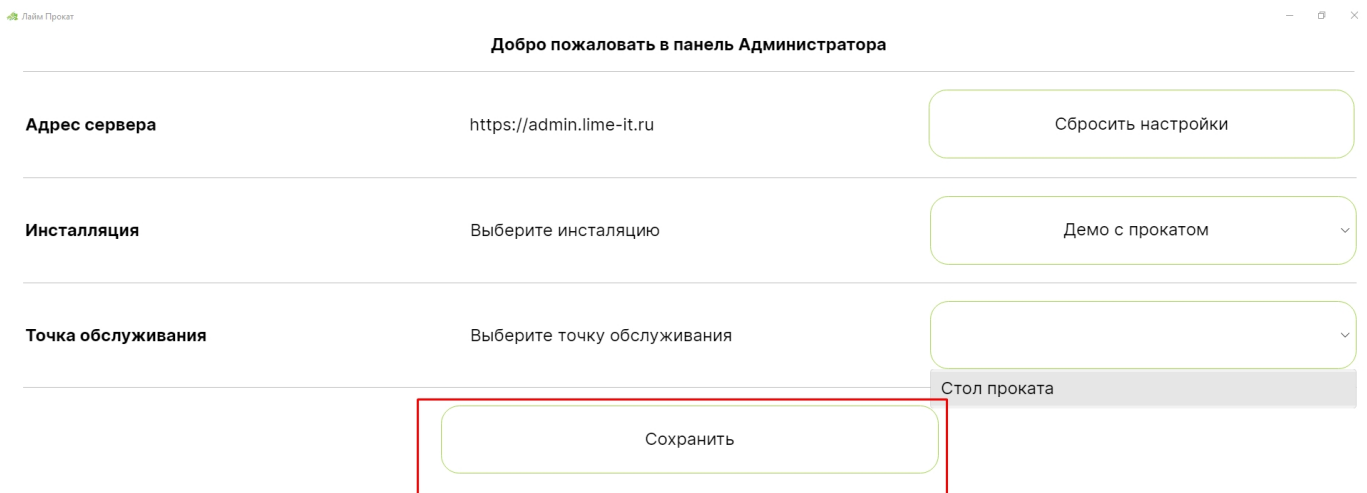 Лайм Прокат
Добро пожаловать в панель Администратора
Адрес сервера
https://admin.lime-it.ru
Сбросить настройки
Инсталляция
Выберите инсталяцию
Демо с прокатом
Точка обслуживания
Выберите точку обслуживания
Стол проката
Сохранить